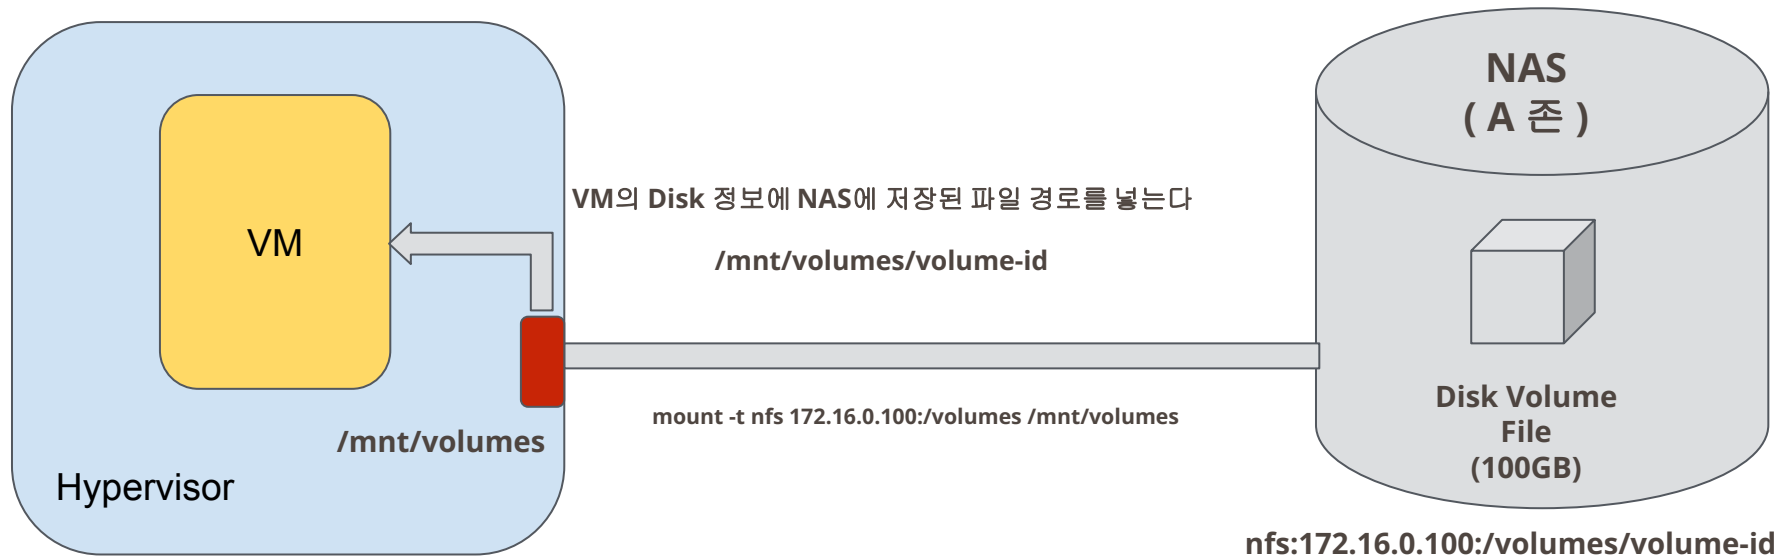 NAS
( A 존 )
VM의 Disk 정보에 NAS에 저장된 파일 경로를 넣는다
VM
/mnt/volumes/volume-id
Disk Volume
File
(100GB)
mount -t nfs 172.16.0.100:/volumes /mnt/volumes
/mnt/volumes
Hypervisor
nfs:172.16.0.100:/volumes/volume-id